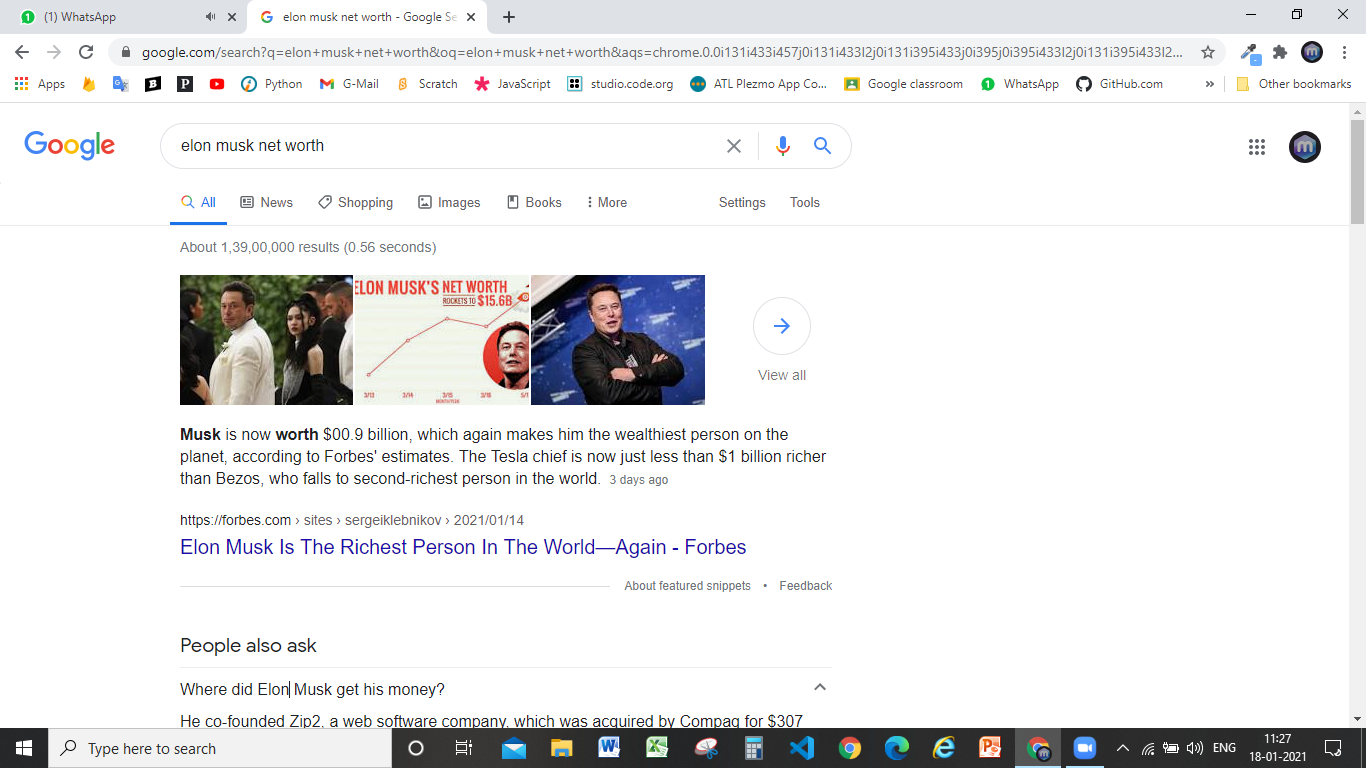 (1) WhatsApp
elon musk net worth - Google Se
google.com/search?q=elon+musk+net+worth&oq=elon+musk+net+worth&aqs=chrome.0.0i131i433i457j0i131i433l2j0i131i395i433j0i395j0i395i433l2j0i131i395i433l2...
Apps Python G-Mail Scratch JavaScript studio.code.org ATL Plezmo App Co... Google classroom WhatsApp GitHub.com » Other bookmarks
Google
elon musk net worth
All News Shopping Images Books More Settings Tools
About 1,39,00,000 results (0.56 seconds)
ELON MUSK'S NET WORTH
ROCKETS TO $15.6B
3/13 3/14 3/15 3/16 5/1
MONTH/YEAR
View all
Musk is now worth $00.9 billion, which again makes him the wealthiest person on the
planet, according to Forbes' estimates. The Tesla chief is now just less than $1 billion richer
than Bezos, who falls to second-richest person in the world. 3 days ago
https://forbes.com › sites › sergeiklebnikov › 2021/01/14
Elon Musk Is The Richest Person In The World—Again - Forbes
About featured snippets • Feedback
People also ask
Where did Elon Musk get his money?
He co-founded Zip2, a web software company, which was acquired by Compaq for $307
Type here to search
ENG
11:27
18-01-2021